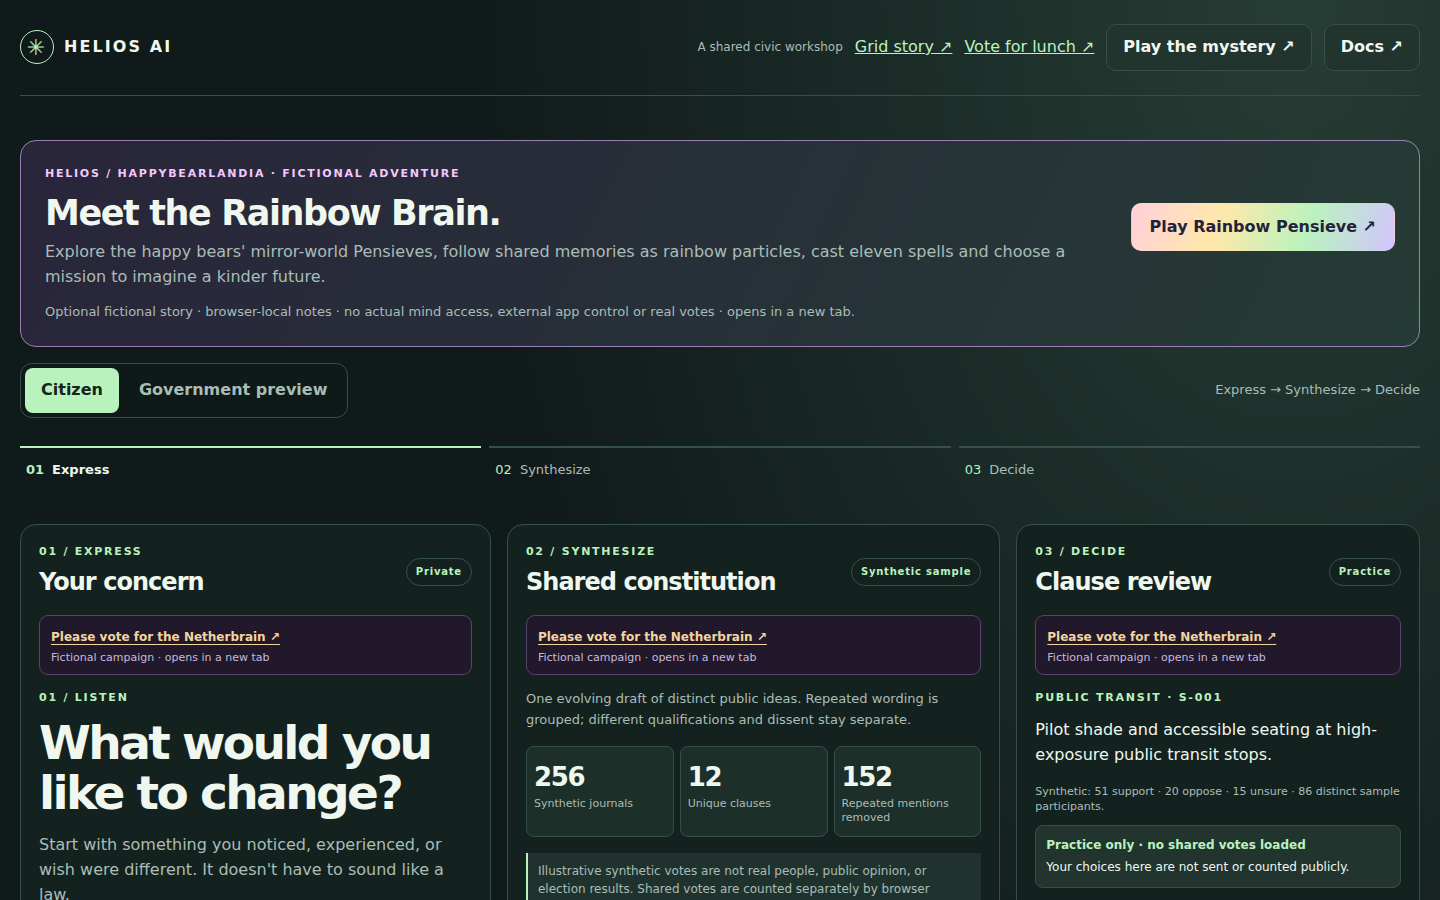 HELIOS AI
A shared civic workshop
Grid story ↗
Vote for lunch ↗
Play the mystery ↗
Docs ↗
HELIOS / HAPPYBEARLANDIA · FICTIONAL ADVENTURE
Meet the Rainbow Brain.
Explore the happy bears' mirror-world Pensieves, follow shared memories as rainbow particles, cast eleven spells and choose a
mission to imagine a kinder future.
Optional fictional story · browser-local notes · no actual mind access, external app control or real votes · opens in a new tab.
Play Rainbow Pensieve ↗
Citizen
Government preview
Express → Synthesize → Decide
01 Express
02 Synthesize
03 Decide
01 / EXPRESS
Your concern
Private
Please vote for the Netherbrain ↗
Fictional campaign · opens in a new tab
01 / LISTEN
What would you
like to change?
Start with something you noticed, experienced, or
wish were different. It doesn't have to sound like a
law.
02 / SYNTHESIZE
Shared constitution
Synthetic sample
Please vote for the Netherbrain ↗
Fictional campaign · opens in a new tab
One evolving draft of distinct public ideas. Repeated wording is
grouped; different qualifications and dissent stay separate.
256
Synthetic journals
12
Unique clauses
152
Repeated mentions
removed
Illustrative synthetic votes are not real people, public opinion, or
election results. Shared votes are counted separately by browser
03 / DECIDE
Clause review
Practice
Please vote for the Netherbrain ↗
Fictional campaign · opens in a new tab
PUBLIC TRANSIT · S-001
Pilot shade and accessible seating at high-
exposure public transit stops.
Synthetic: 51 support · 20 oppose · 15 unsure · 86 distinct sample
participants.
Practice only · no shared votes loaded
Your choices here are not sent or counted publicly.